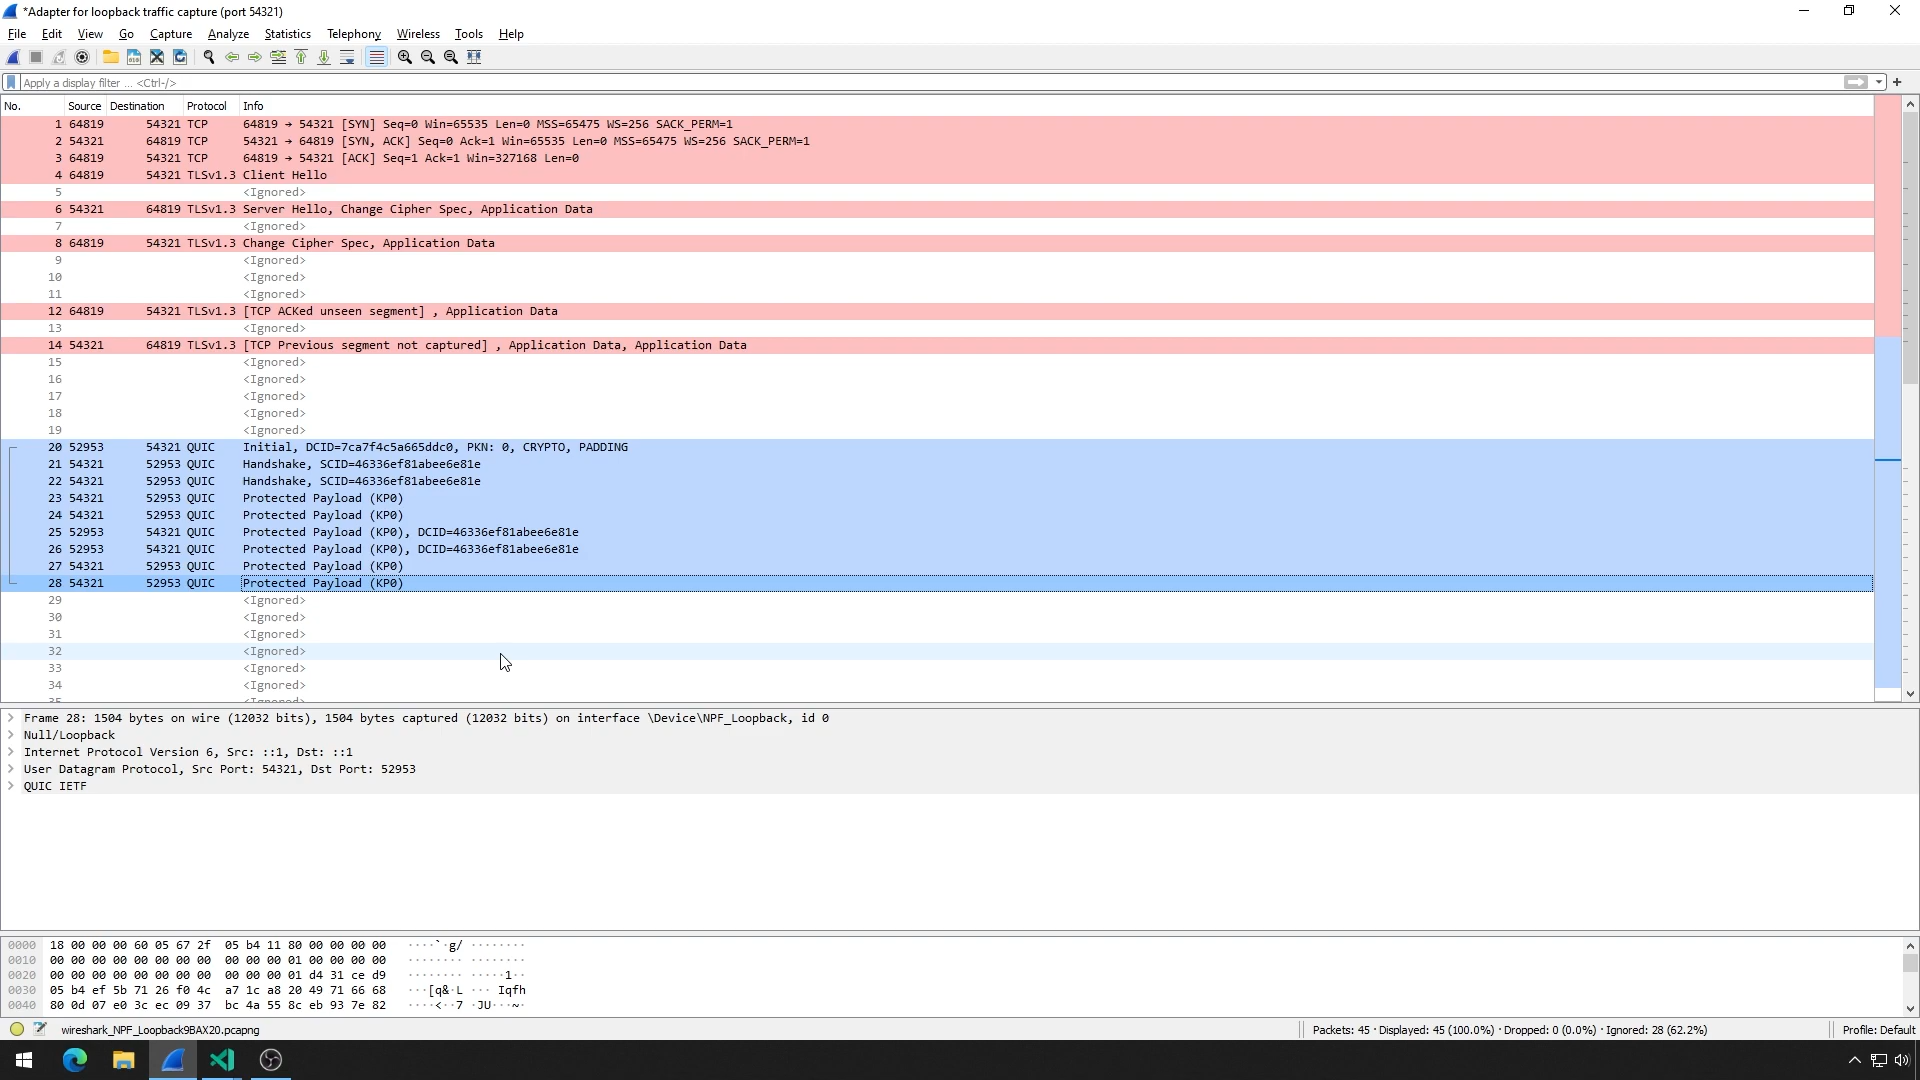 *Adapter for loopback traffic capture (port 54321)
File Edit View Go Capture Analyze Statistics Telephony Wireless Tools Help
Apply a display filter ... <Ctrl-/>
No. Source Destination Protocol Info
1 64819 54321 TCP 64819 → 54321 [SYN] Seq=0 Win=65535 Len=0 MSS=65475 WS=256 SACK_PERM=1
2 54321 64819 TCP 54321 → 64819 [SYN, ACK] Seq=0 Ack=1 Win=65535 Len=0 MSS=65475 WS=256 SACK_PERM=1
3 64819 54321 TCP 64819 → 54321 [ACK] Seq=1 Ack=1 Win=327168 Len=0
4 64819 54321 TLSv1.3 Client Hello
5 <Ignored>
6 54321 64819 TLSv1.3 Server Hello, Change Cipher Spec, Application Data
7 <Ignored>
8 64819 54321 TLSv1.3 Change Cipher Spec, Application Data
9 <Ignored>
10 <Ignored>
11 <Ignored>
12 64819 54321 TLSv1.3 [TCP ACKed unseen segment] , Application Data
13 <Ignored>
14 54321 64819 TLSv1.3 [TCP Previous segment not captured] , Application Data, Application Data
15 <Ignored>
16 <Ignored>
17 <Ignored>
18 <Ignored>
19 <Ignored>
20 52953 54321 QUIC Initial, DCID=7ca7f4c5a665ddc0, PKN: 0, CRYPTO, PADDING
21 54321 52953 QUIC Handshake, SCID=46336ef81abee6e81e
22 54321 52953 QUIC Handshake, SCID=46336ef81abee6e81e
23 54321 52953 QUIC Protected Payload (KP0)
24 54321 52953 QUIC Protected Payload (KP0)
25 52953 54321 QUIC Protected Payload (KP0), DCID=46336ef81abee6e81e
26 52953 54321 QUIC Protected Payload (KP0), DCID=46336ef81abee6e81e
27 54321 52953 QUIC Protected Payload (KP0)
28 54321 52953 QUIC Protected Payload (KP0)
29 <Ignored>
30 <Ignored>
31 <Ignored>
32 <Ignored>
33 <Ignored>
34 <Ignored>
35 <Ignored>
Frame 28: 1504 bytes on wire (12032 bits), 1504 bytes captured (12032 bits) on interface \Device\NPF_Loopback, id 0
Null/Loopback
Internet Protocol Version 6, Src: ::1, Dst: ::1
User Datagram Protocol, Src Port: 54321, Dst Port: 52953
QUIC IETF
0000 18 00 00 00 60 05 67 2f 05 b4 11 80 00 00 00 00 ····`·g/ ········
0010 00 00 00 00 00 00 00 00 00 00 00 01 00 00 00 00 ········ ········
0020 00 00 00 00 00 00 00 00 00 00 00 01 d4 31 ce d9 ········ ·····1··
0030 05 b4 ef 5b 71 26 f0 4c a7 1c a8 20 49 71 66 68 ···[q&·L ··· Iqfh
0040 80 0d 07 e0 3c ec 09 37 bc 4a 55 8c eb 93 7e 82 ····<··7 ·JU···~·
wireshark_NPF_Loopback9BAX20.pcapng Packets: 45 · Displayed: 45 (100.0%) · Dropped: 0 (0.0%) · Ignored: 28 (62.2%) Profile: Default